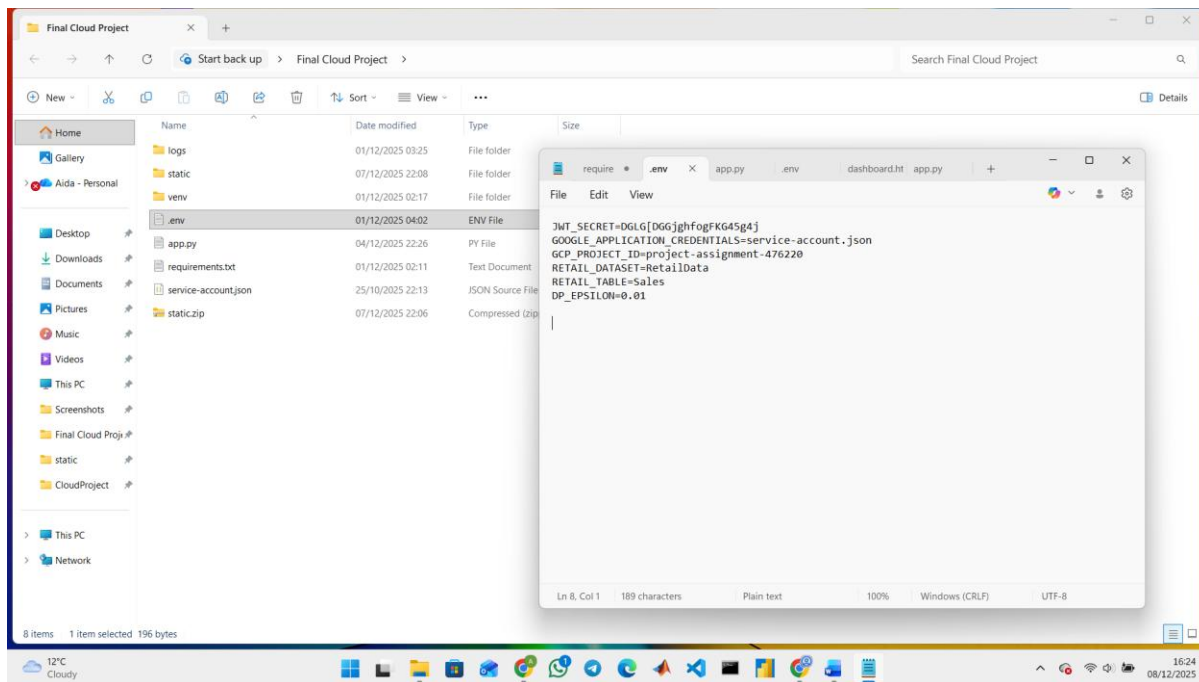 Final Cloud Project
Start back up > Final Cloud Project >
Search Final Cloud Project
New
Sort
View
Details
Name Date modified Type Size
Home
Gallery
Aida - Personal
Desktop
Downloads
Documents
Pictures
Music
Videos
This PC
Screenshots
Final Cloud Proj
static
CloudProject
This PC
Network
logs 01/12/2025 03:25 File folder
static 07/12/2025 22:08 File folder
venv 01/12/2025 02:17 File folder
.env 01/12/2025 04:02 ENV File
app.py 04/12/2025 22:26 PY File
requirements.txt 01/12/2025 02:11 Text Document
service-account.json 25/10/2025 22:13 JSON Source File
static.zip 07/12/2025 22:06 Compressed (zip
require .env app.py .env dashboard.ht app.py
File Edit View
JWT_SECRET=DGLG[DGGjghfogFKG45g4j
GOOGLE_APPLICATION_CREDENTIALS=service-account.json
GCP_PROJECT_ID=project-assignment-476220
RETAIL_DATASET=RetailData
RETAIL_TABLE=Sales
DP_EPSILON=0.01
Ln 8, Col 1 189 characters Plain text 100% Windows (CRLF) UTF-8
8 items 1 item selected 196 bytes
12°C
Cloudy
16:24
08/12/2025